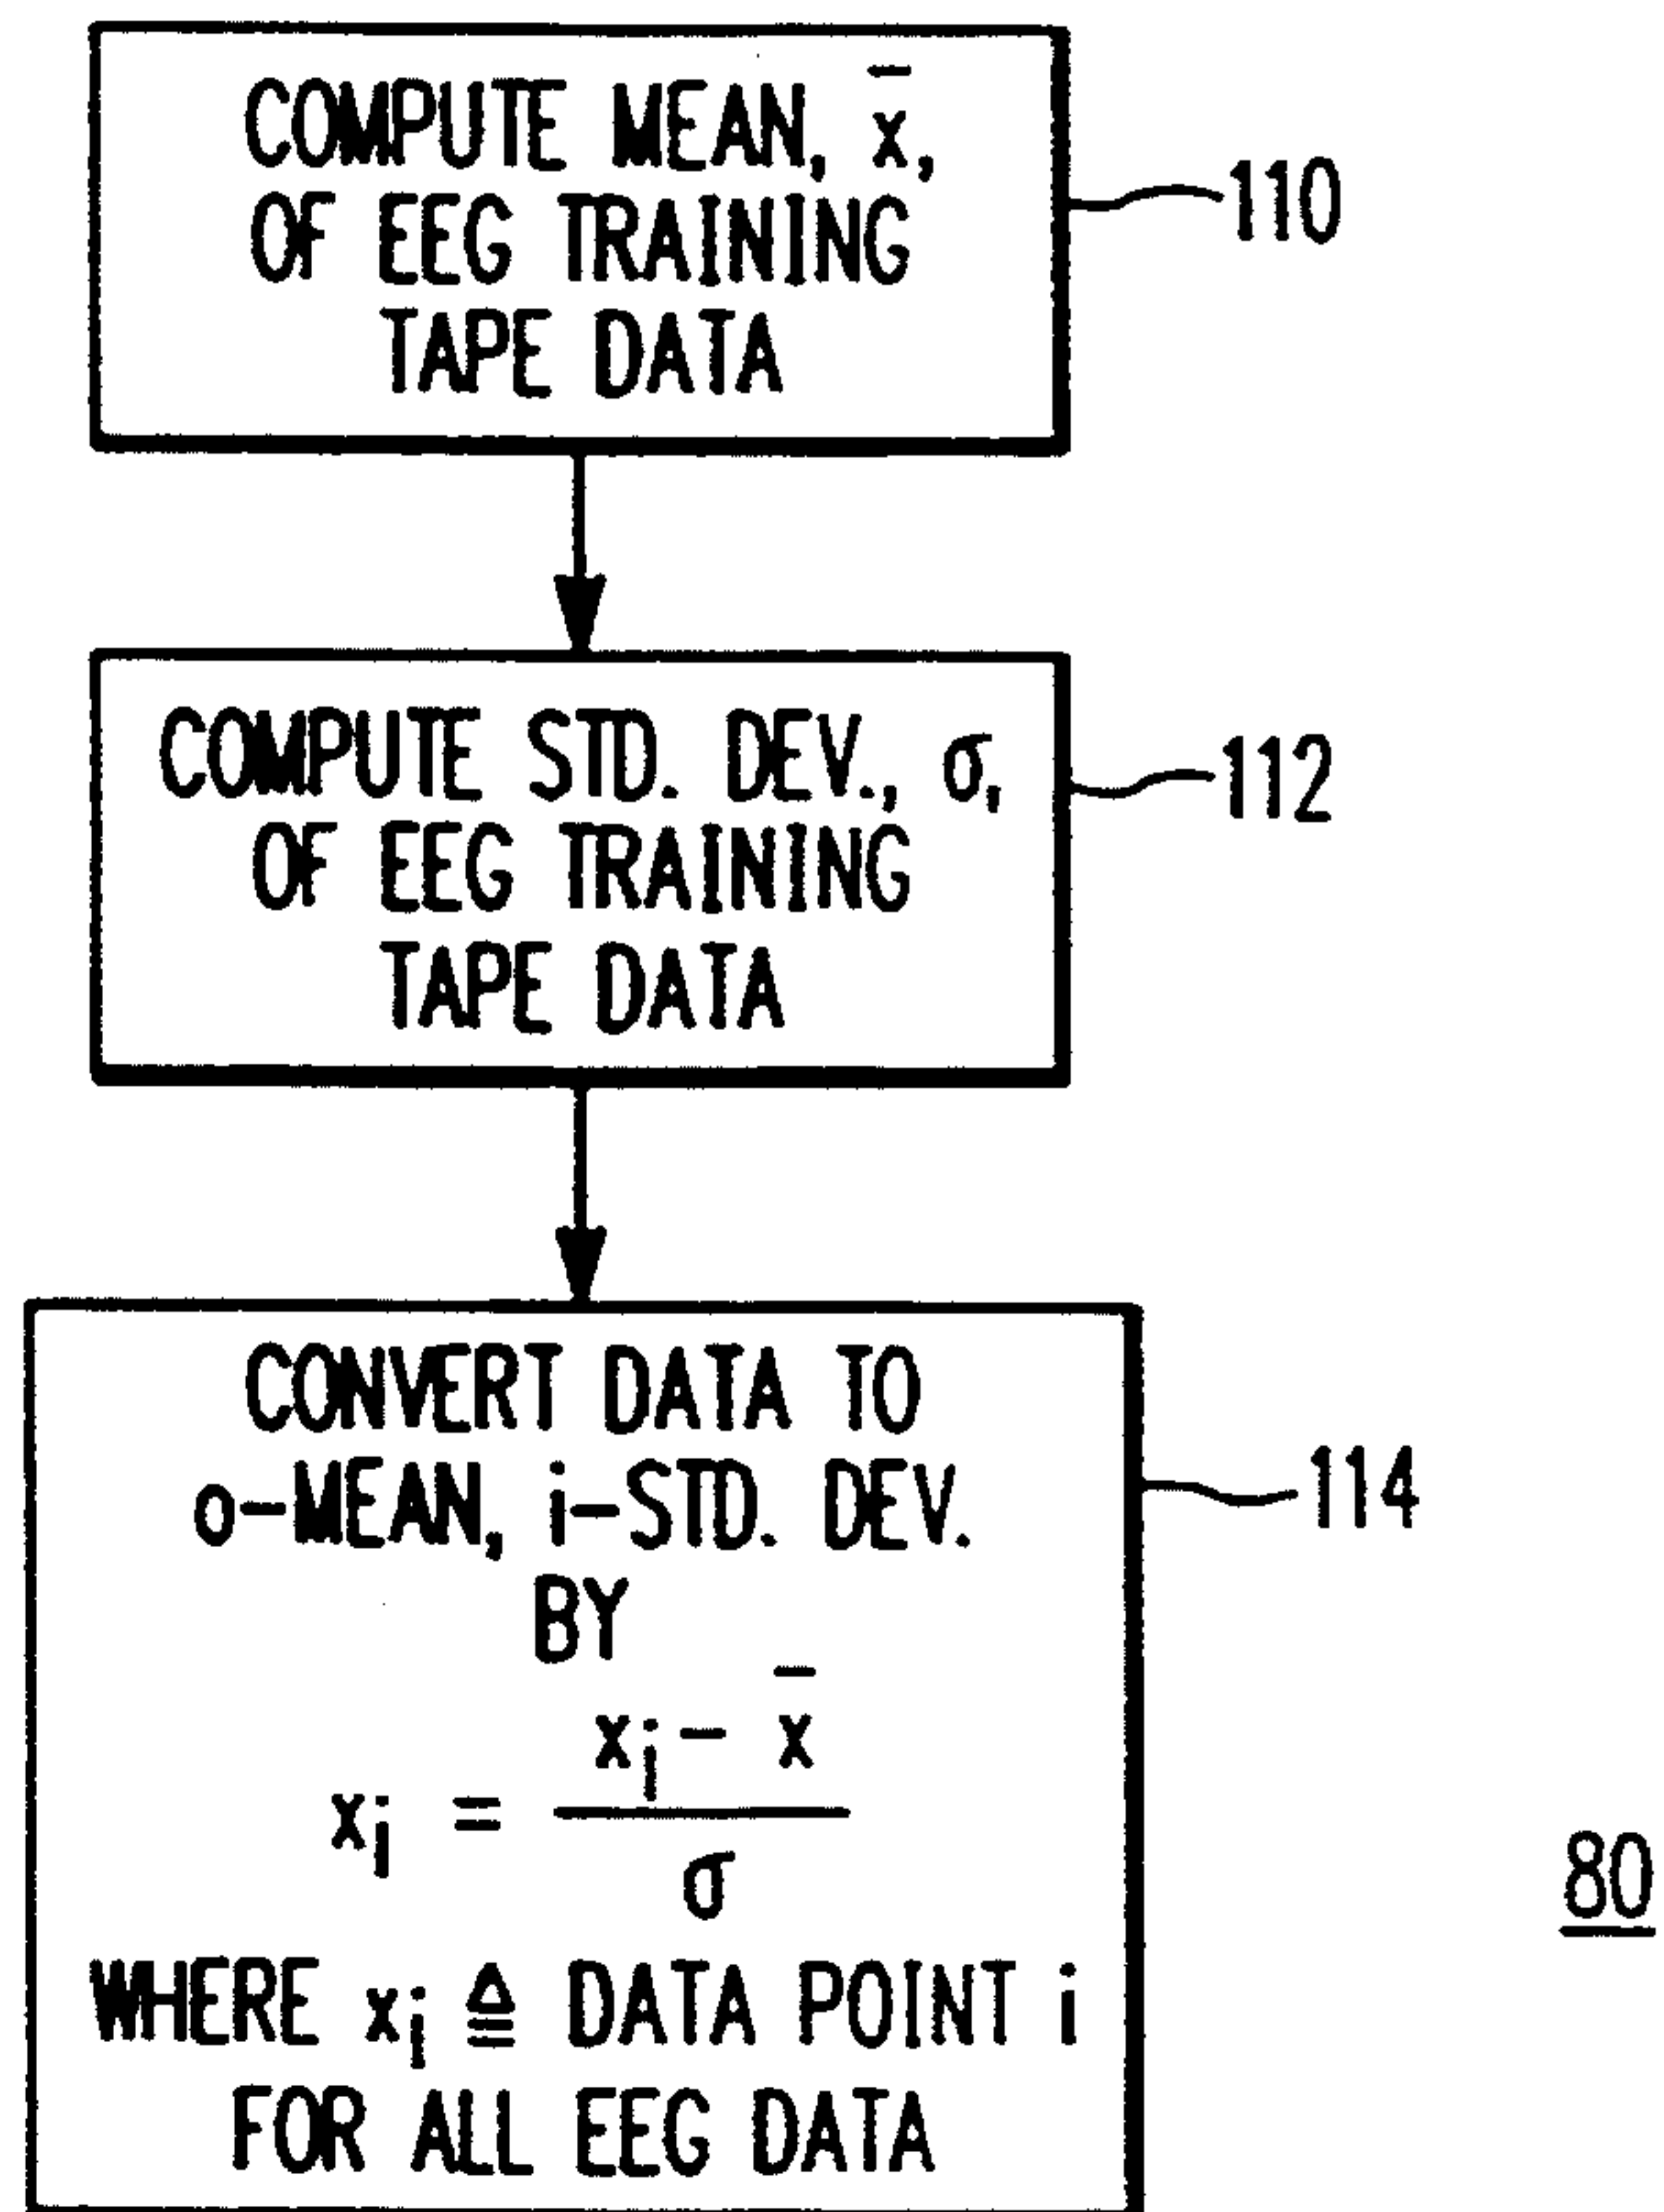 COMPUTE MEAN, x̅,
OF EEG TRAINING
TAPE DATA
110
COMPUTE STD. DEV., σ,
OF EEG TRAINING
TAPE DATA
112
CONVERT DATA TO
o-MEAN, i-STD. DEV.
BY
xᵢ = (xᵢ - x̅) / σ
WHERE xᵢ ≙ DATA POINT i
FOR ALL EEG DATA
114
80